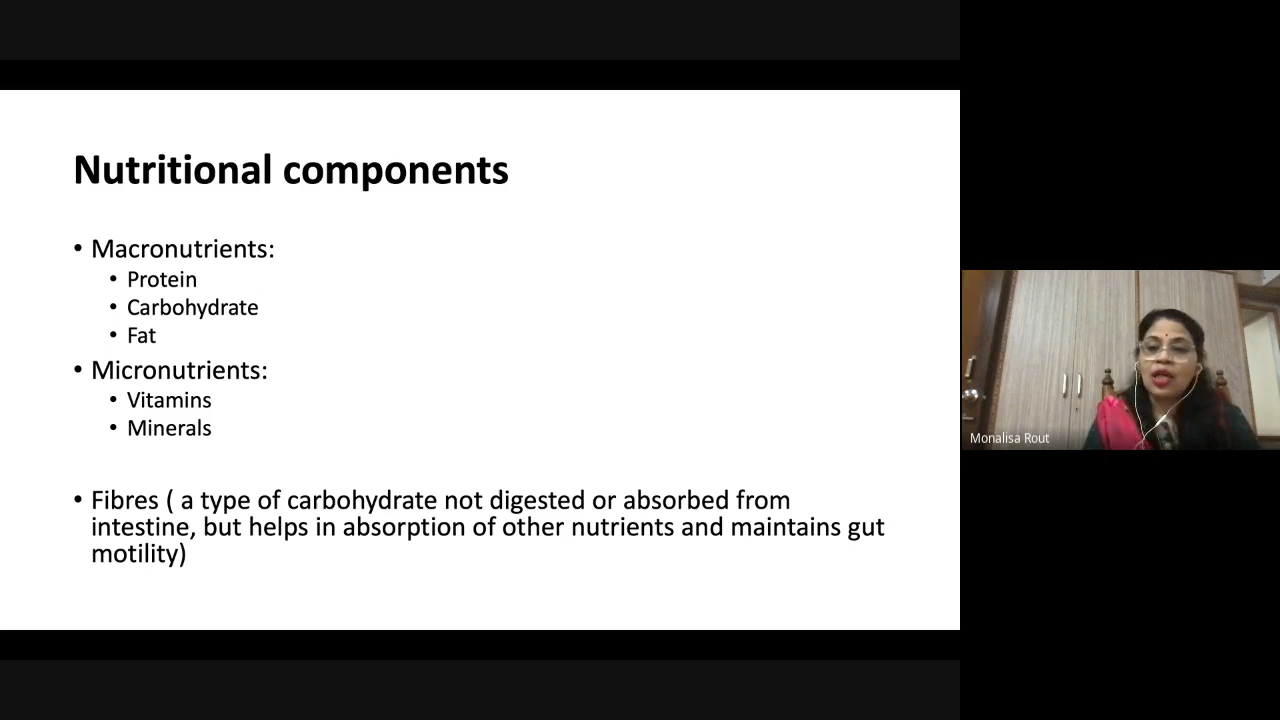 Nutritional components
• Macronutrients:
• Protein
• Carbohydrate
• Fat
• Micronutrients:
• Vitamins
• Minerals
• Fibres ( a type of carbohydrate not digested or absorbed from
intestine, but helps in absorption of other nutrients and maintains gut
motility)
Monalisa Rout